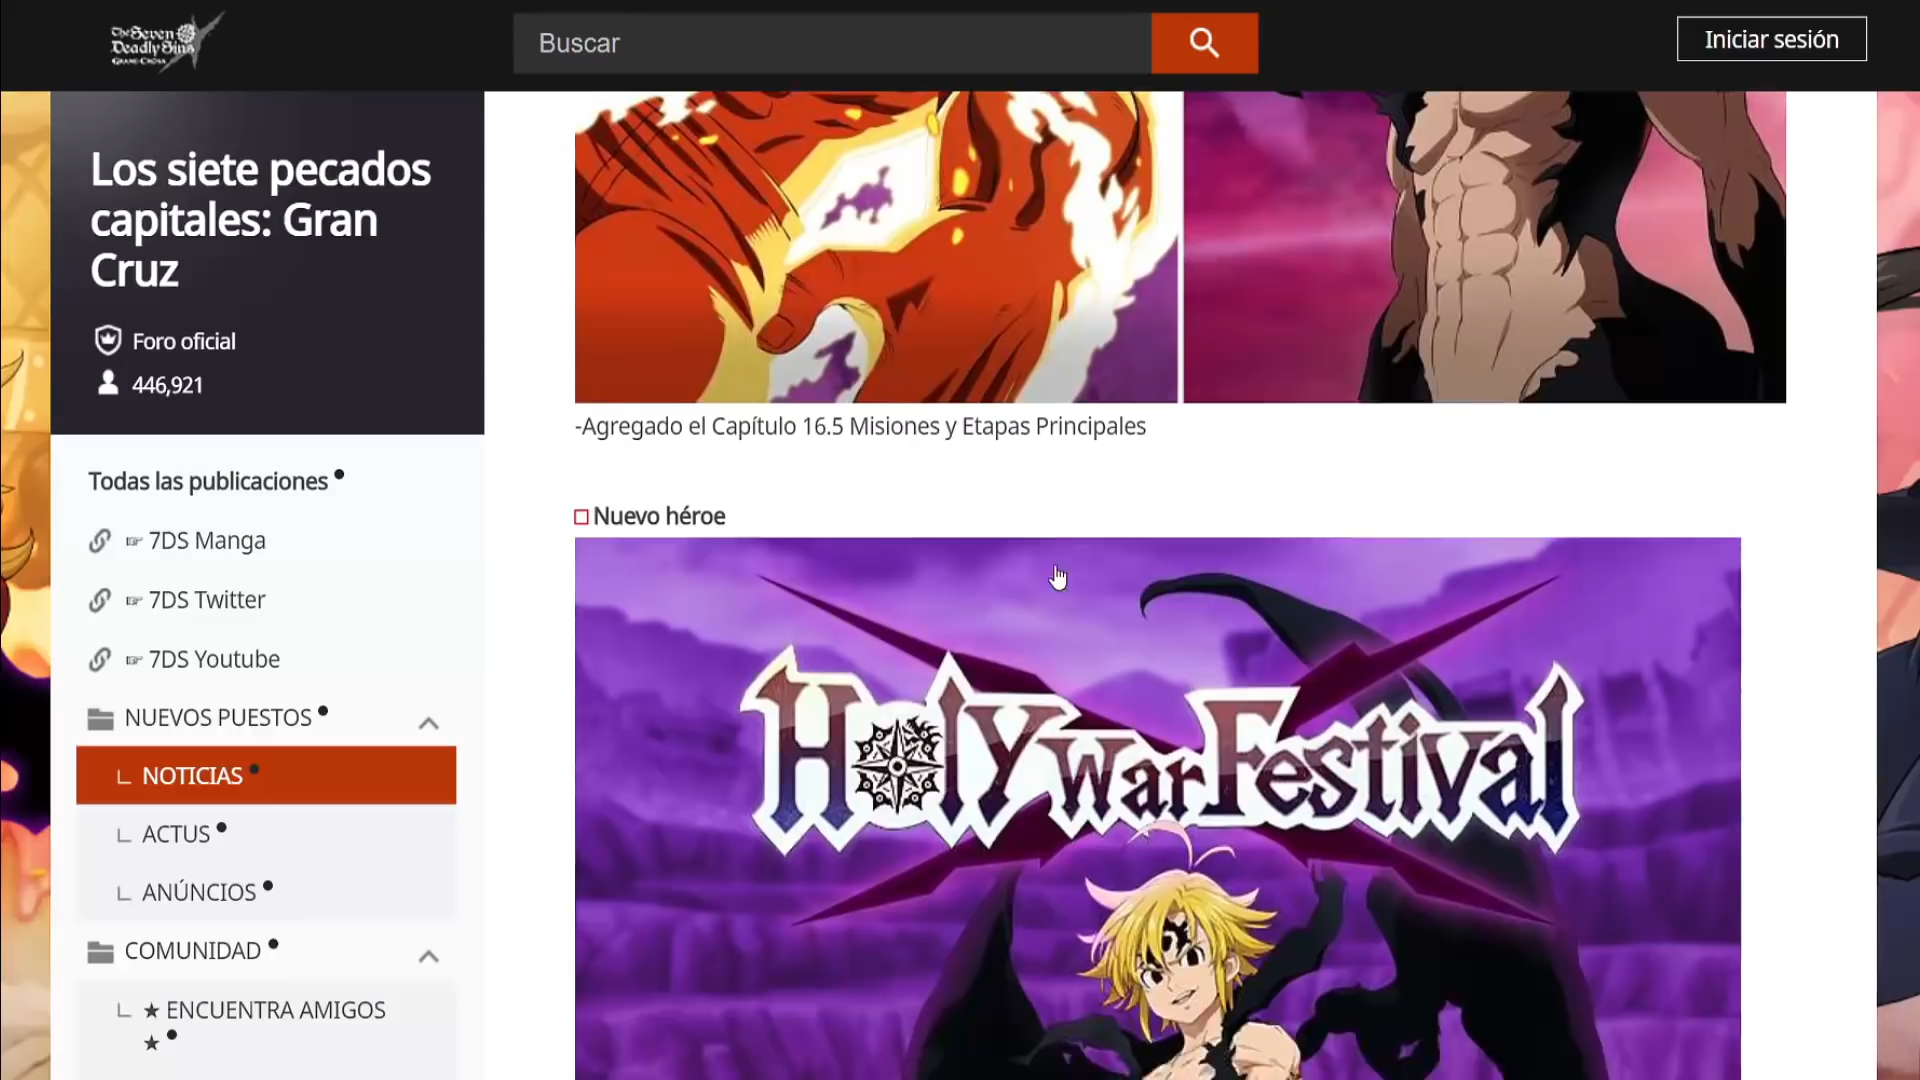 The Seven
Deadly Sins
GRAND CROSS
Buscar
Iniciar sesión
Los siete pecados
capitales: Gran
Cruz
Foro oficial
446,921
Todas las publicaciones
☞ 7DS Manga
☞ 7DS Twitter
☞ 7DS Youtube
NUEVOS PUESTOS
NOTICIAS
ACTUS
ANÚNCIOS
COMUNIDAD
★ ENCUENTRA AMIGOS
★
-Agregado el Capítulo 16.5 Misiones y Etapas Principales
Nuevo héroe
Holy War Festival